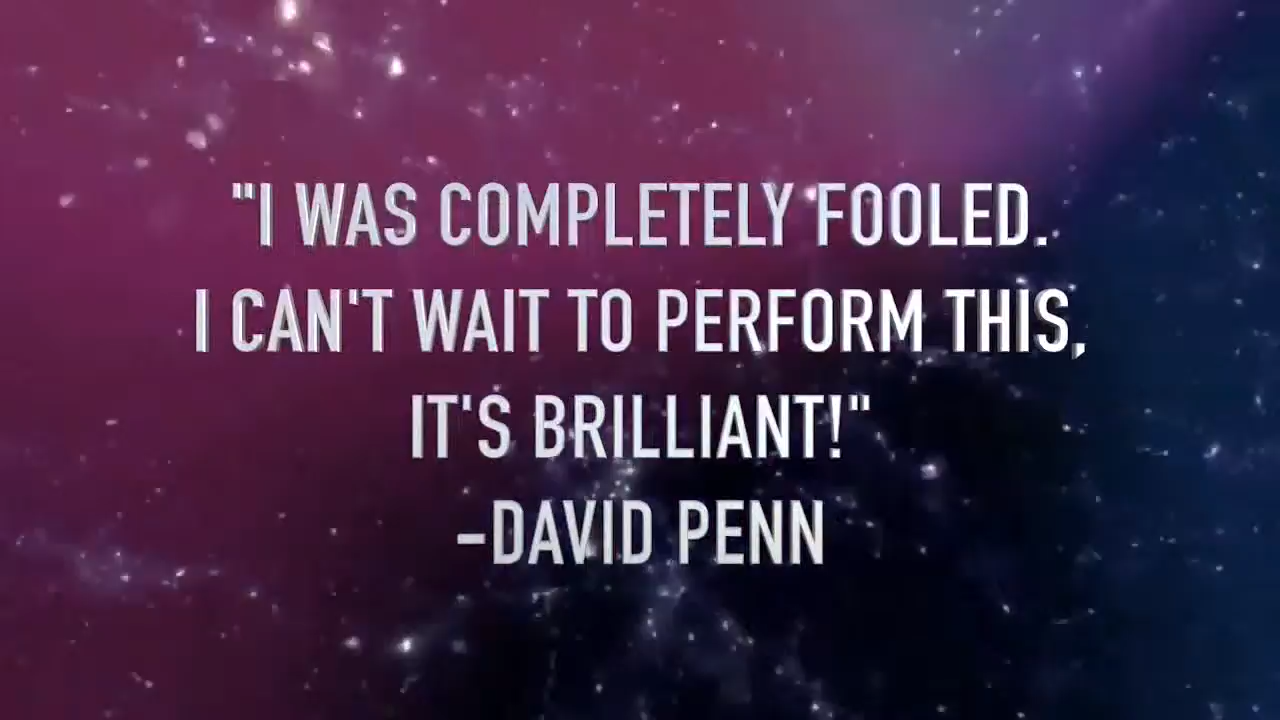 "I WAS COMPLETELY FOOLED.
I CAN'T WAIT TO PERFORM THIS,
IT'S BRILLIANT!"
-DAVID PENN